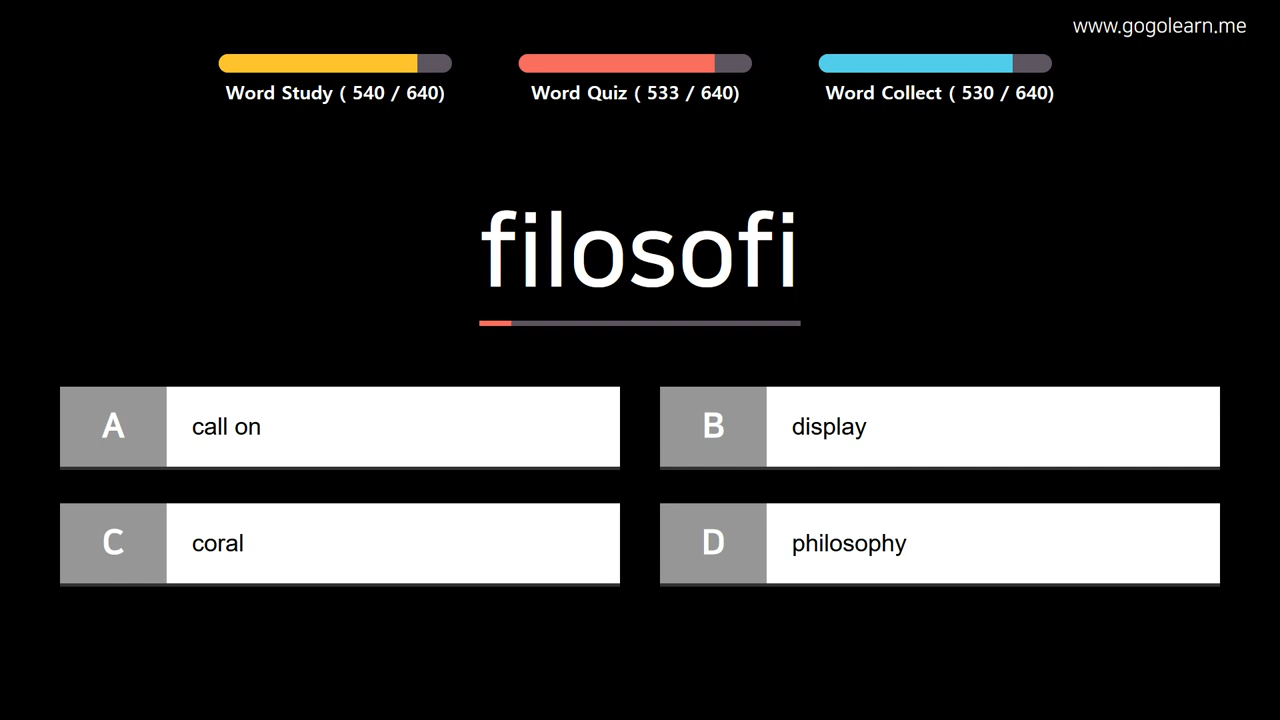 www.gogolearn.me
Word Study ( 540 / 640)
Word Quiz ( 533 / 640)
Word Collect ( 530 / 640)
filosofi
A
call on
B
display
C
coral
D
philosophy